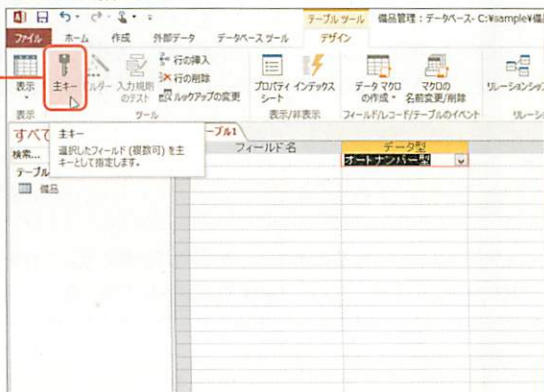 テーブル ツール
備品管理 : データベース- C:¥sample¥備
ファイル ホーム 作成 外部データ データベース ツール デザイン
表示
主キー
ルダー
入力規則のテスト
行の挿入
行の削除
ルックアップの変更
プロパティシート
インデックス
データ マクロの作成
マクロの名前変更/削除
リレーションシッ
表示
ツール
表示/非表示
フィールド/レコード/テーブルのイベント
リレーシ
すべて
ーブル1
主キー
選択したフィールド (複数可) を主
キーとして指定します。
検索...
テーブル
備品
フィールド名
データ型
オートナンバー型